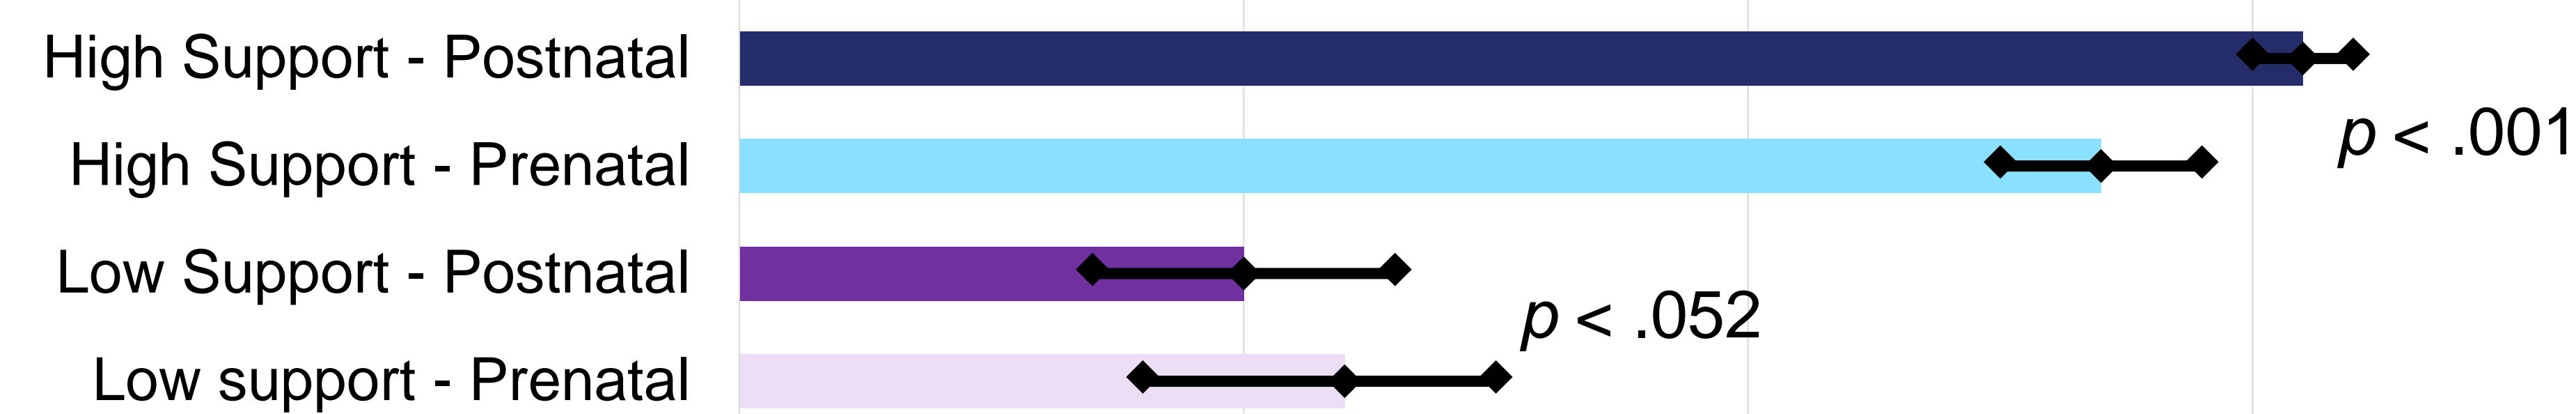 High Support - Postnatal
p < .001
High Support - Prenatal
Low Support - Postnatal
p < .052
Low support - Prenatal